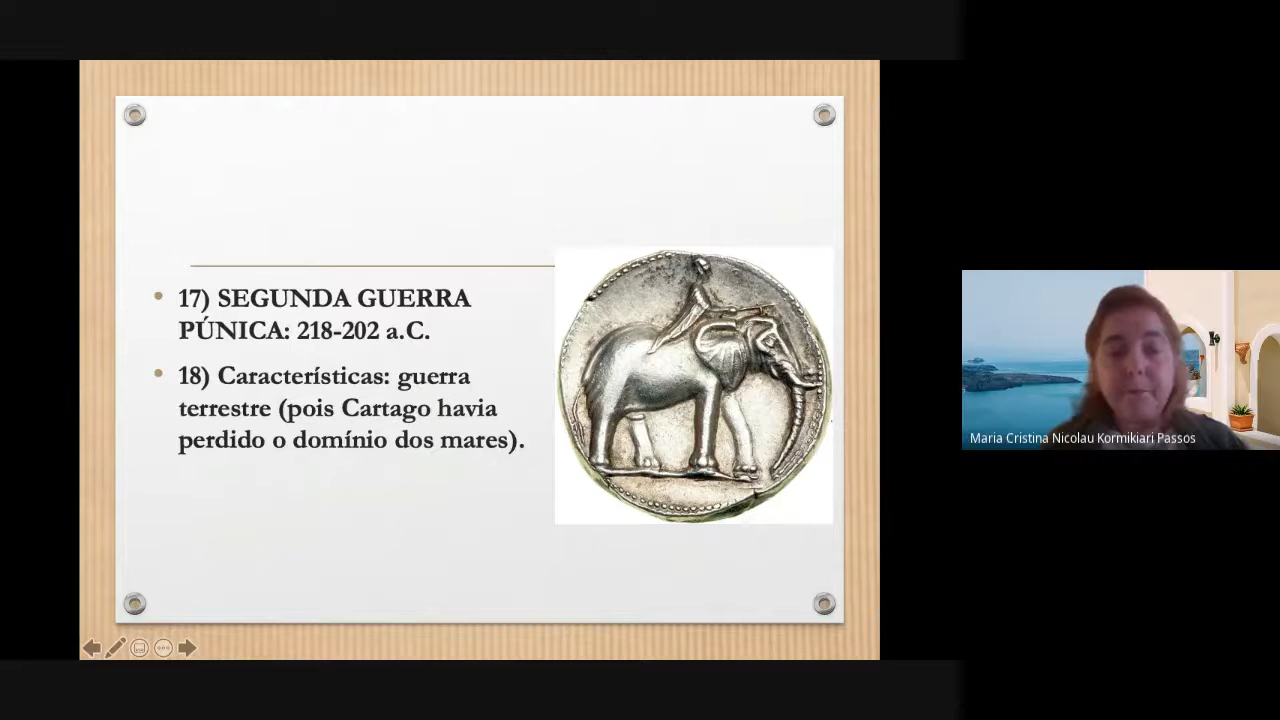 17) SEGUNDA GUERRA
PÚNICA: 218-202 a.C.
18) Características: guerra
terrestre (pois Cartago havia
perdido o domínio dos mares).
Maria Cristina Nicolau Kormikiari Passos